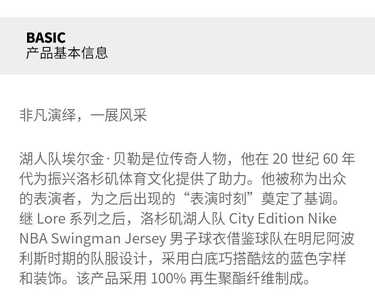 BASIC
产品基本信息
非凡演绎，一展风采
湖人队埃尔金·贝勒是位传奇人物，他在 20 世纪 60 年
代为振兴洛杉矶体育文化提供了助力。他被称为出众
的表演者，为之后出现的“表演时刻”奠定了基调。
继 Lore 系列之后，洛杉矶湖人队 City Edition Nike
NBA Swingman Jersey 男子球衣借鉴球队在明尼阿波
利斯时期的队服设计，采用白底巧搭酷炫的蓝色字样
和装饰。该产品采用 100% 再生聚酯纤维制成。